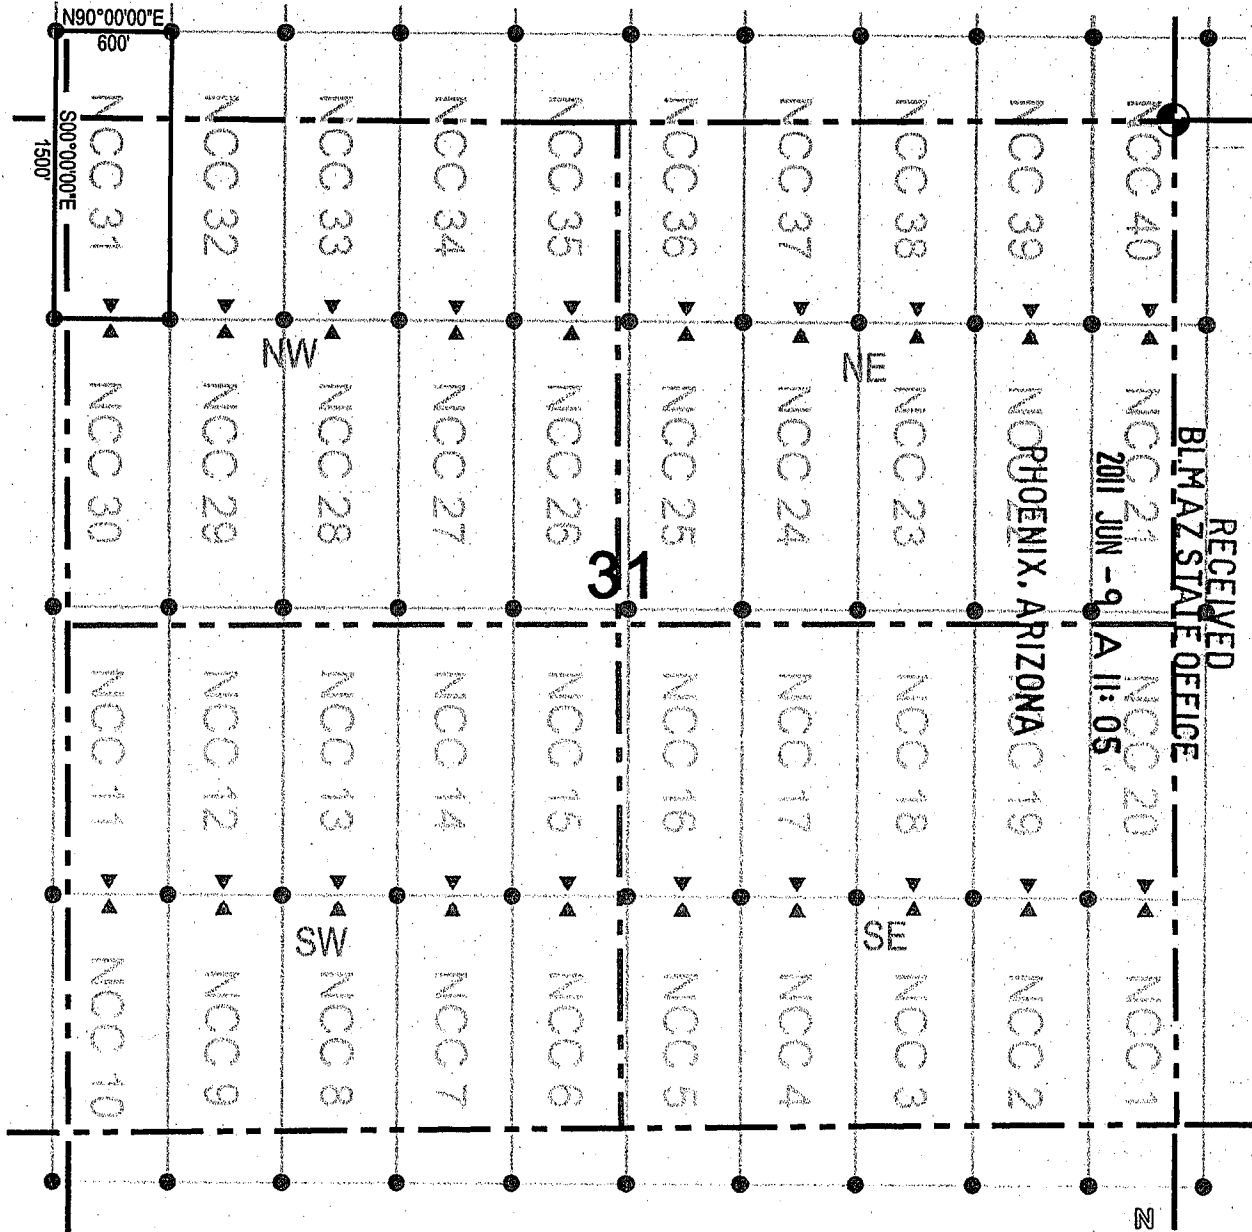 N90°00'00"E
600'
S00°00'00"E
1500'
NCC 31
NCC 32
NCC 33
NCC 34
NCC 35
NCC 36
NCC 37
NCC 38
NCC 39
NCC 40
NW
NE
NCC 30
NCC 29
NCC 28
NCC 27
NCC 26
NCC 25
NCC 24
NCC 23
NCC 22
NCC 21
RECEIVED
BLM AZ STATE OFFICE
2011 JUN -9 A 11: 05
PHOENIX, ARIZONA
31
NCC 11
NCC 12
NCC 13
NCC 14
NCC 15
NCC 16
NCC 17
NCC 18
NCC 19
NCC 20
SW
SE
NCC 10
NCC 9
NCC 8
NCC 7
NCC 6
NCC 5
NCC 4
NCC 3
NCC 2
NCC 1
N